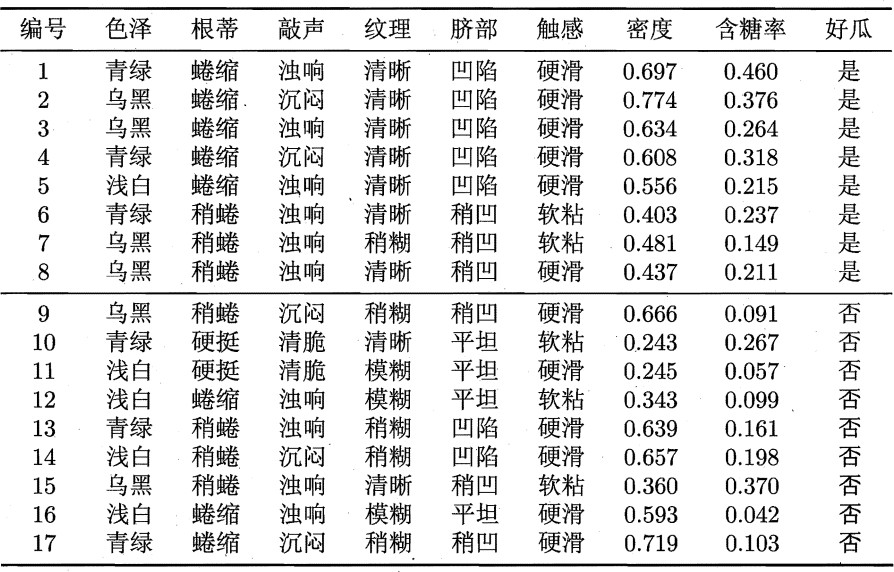 编号 色泽 根蒂 敲声 纹理 脐部 触感 密度 含糖率 好瓜
1 青绿 蜷缩 浊响 清晰 凹陷 硬滑 0.697 0.460 是
2 乌黑 蜷缩 沉闷 清晰 凹陷 硬滑 0.774 0.376 是
3 乌黑 蜷缩 浊响 清晰 凹陷 硬滑 0.634 0.264 是
4 青绿 蜷缩 沉闷 清晰 凹陷 硬滑 0.608 0.318 是
5 浅白 蜷缩 浊响 清晰 凹陷 硬滑 0.556 0.215 是
6 青绿 稍蜷 浊响 清晰 稍凹 软粘 0.403 0.237 是
7 乌黑 稍蜷 浊响 稍糊 稍凹 软粘 0.481 0.149 是
8 乌黑 稍蜷 浊响 清晰 稍凹 硬滑 0.437 0.211 是
9 乌黑 稍蜷 沉闷 稍糊 稍凹 硬滑 0.666 0.091 否
10 青绿 硬挺 清脆 清晰 平坦 软粘 0.243 0.267 否
11 浅白 硬挺 清脆 模糊 平坦 硬滑 0.245 0.057 否
12 浅白 蜷缩 浊响 模糊 平坦 软粘 0.343 0.099 否
13 青绿 稍蜷 浊响 稍糊 凹陷 硬滑 0.639 0.161 否
14 浅白 稍蜷 沉闷 稍糊 凹陷 硬滑 0.657 0.198 否
15 乌黑 稍蜷 浊响 清晰 稍凹 软粘 0.360 0.370 否
16 浅白 蜷缩 浊响 模糊 平坦 硬滑 0.593 0.042 否
17 青绿 蜷缩 沉闷 稍糊 稍凹 硬滑 0.719 0.103 否